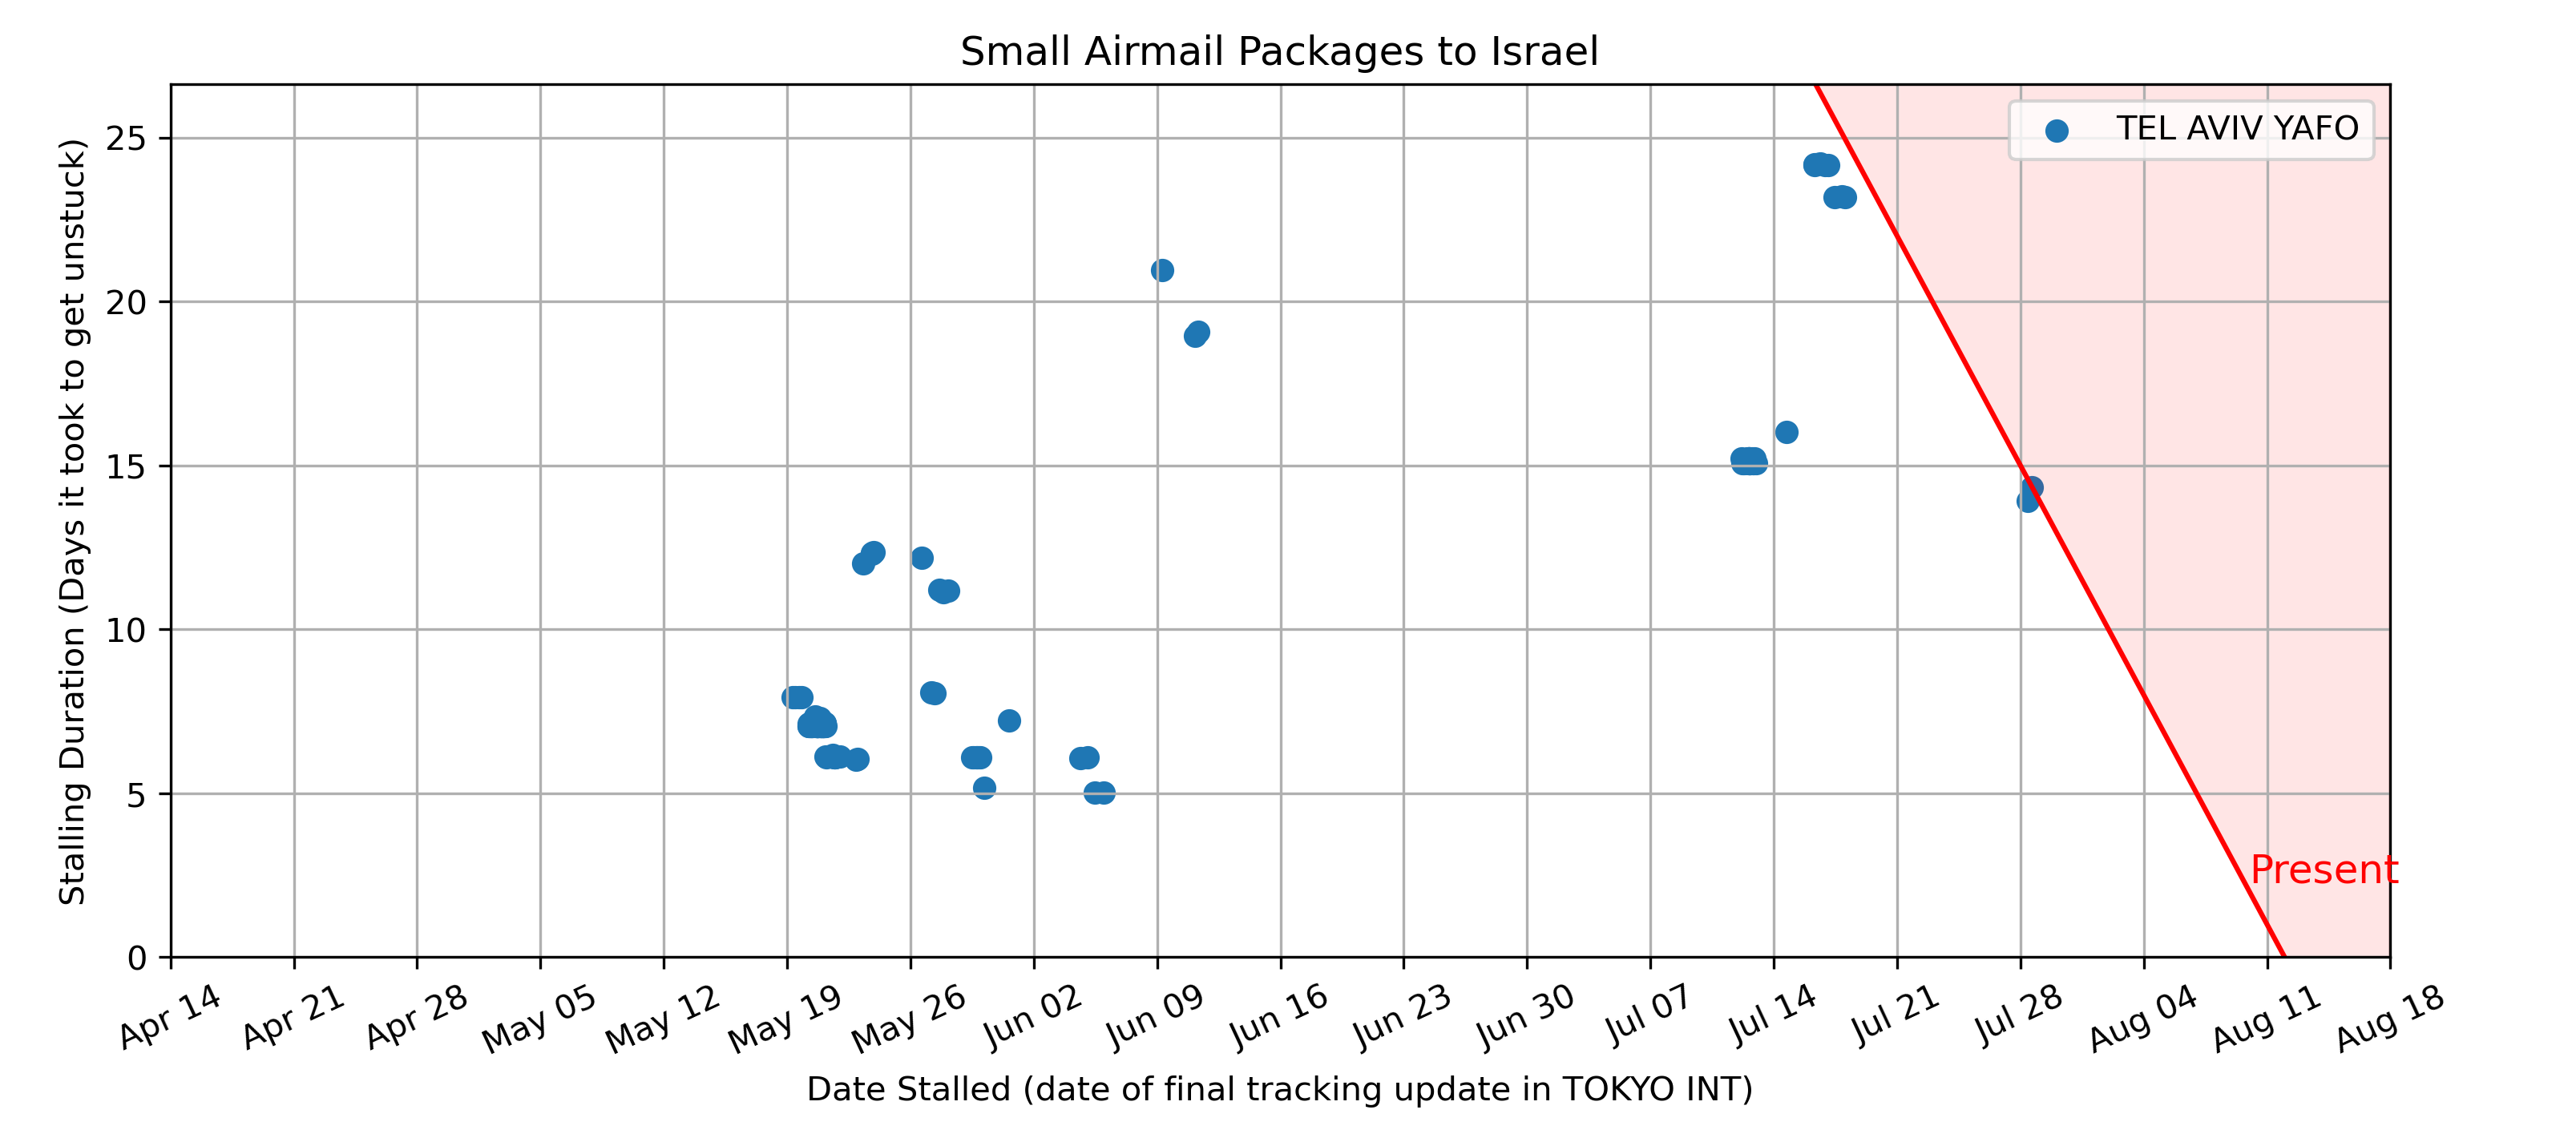 Small Airmail Packages to Israel
TEL AVIV YAFO
25
20
15
10
5
0
Stalling Duration (Days it took to get unstuck)
Present
Apr 14
Apr 21
Apr 28
May 05
May 12
May 19
May 26
Jun 02
Jun 09
Jun 16
Jun 23
Jun 30
Jul 07
Jul 14
Jul 21
Jul 28
Aug 04
Aug 11
Aug 18
Date Stalled (date of final tracking update in TOKYO INT)